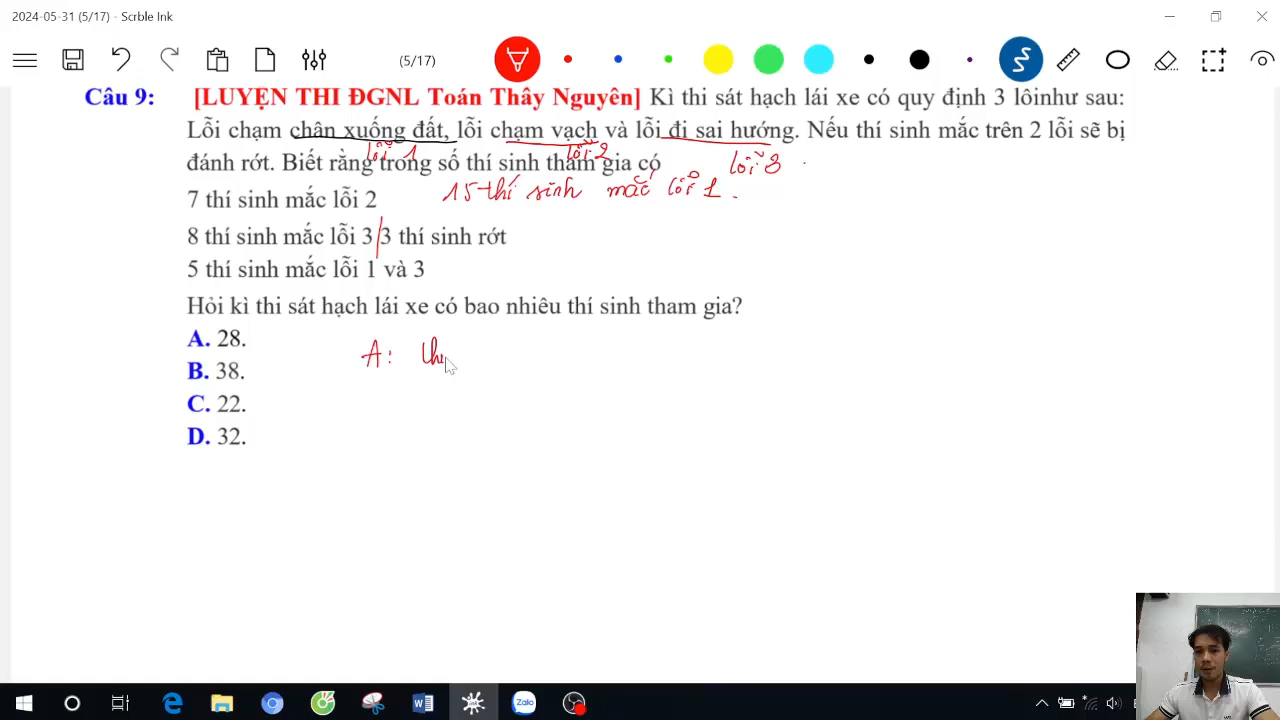 2024-05-31 (5/17) - Scrble Ink
(5/17)
Câu 9: [LUYỆN THI ĐGNL Toán Thầy Nguyên] Kì thi sát hạch lái xe có quy định 3 lôinhư sau:
Lỗi chạm chân xuống đất, lỗi chạm vạch và lỗi đi sai hướng. Nếu thí sinh mắc trên 2 lỗi sẽ bị
lỗi 1 lỗi 2 lỗi 3
đánh rớt. Biết rằng trong số thí sinh tham gia có
15 thí sinh mắc lỗi 1.
7 thí sinh mắc lỗi 2
8 thí sinh mắc lỗi 3/3 thí sinh rớt
5 thí sinh mắc lỗi 1 và 3
Hỏi kì thi sát hạch lái xe có bao nhiêu thí sinh tham gia?
A. 28.
A: th
B. 38.
C. 22.
D. 32.
Zalo